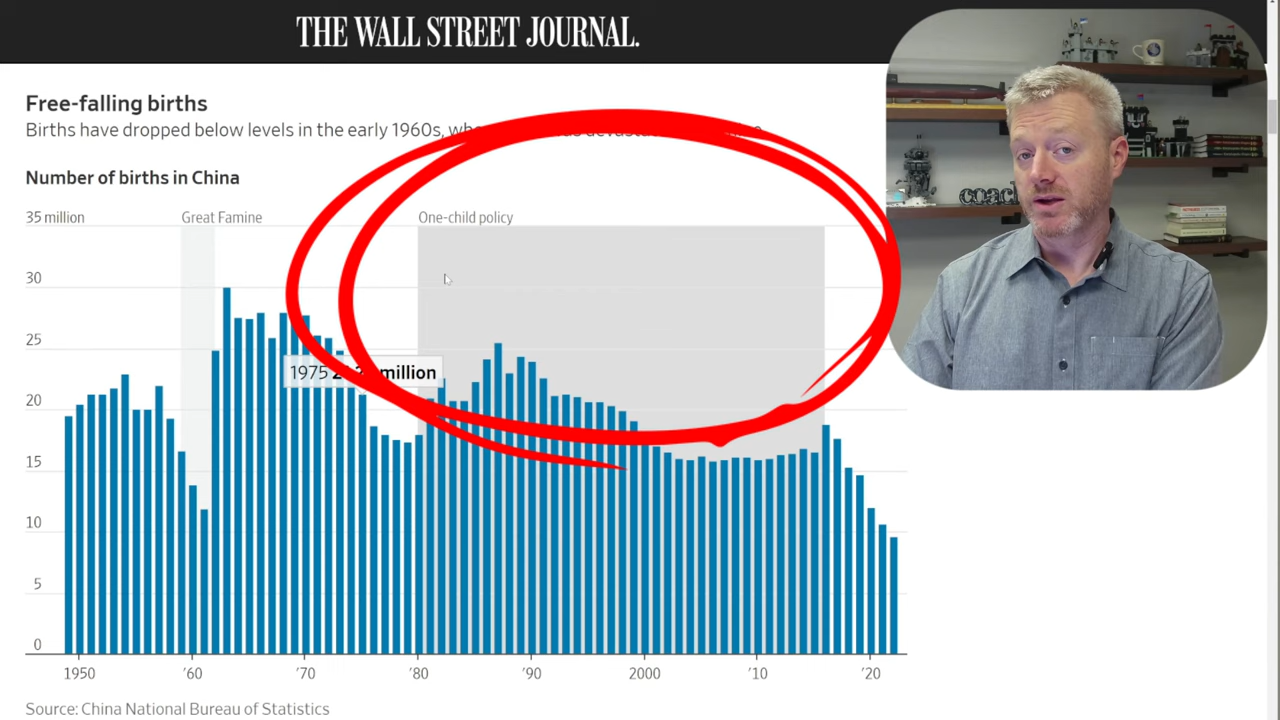 THE WALL STREET JOURNAL.
Free-falling births
Births have dropped below levels in the early 1960s,
Number of births in China
35 million
Great Famine
One-child policy
30
25
1975 million
20
15
10
5
0
1950 '60 '70 '80 '90 2000 '10 '20
Source: China National Bureau of Statistics
coach